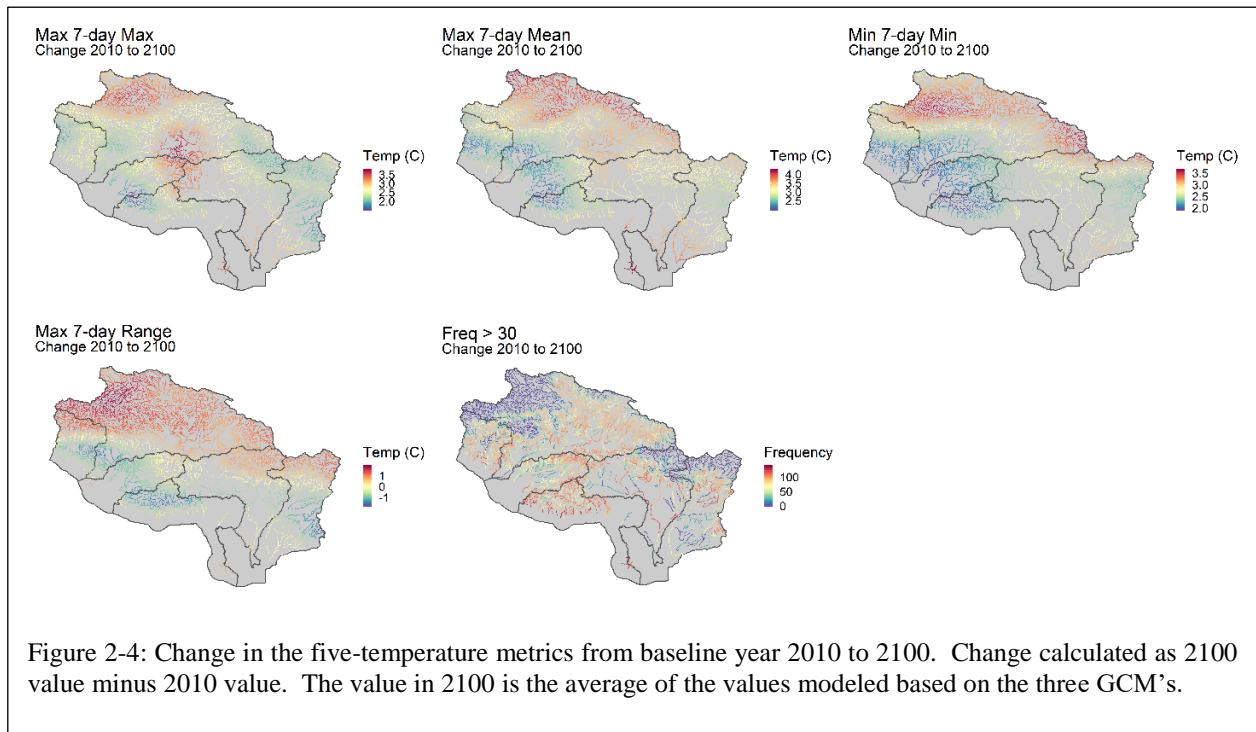 Max 7-day Max
Change 2010 to 2100
Temp (C)
3.5
3.0
2.5
2.0
Max 7-day Mean
Change 2010 to 2100
Temp (C)
4.0
3.5
3.0
2.5
Min 7-day Min
Change 2010 to 2100
Temp (C)
3.5
3.0
2.5
2.0
Max 7-day Range
Change 2010 to 2100
Temp (C)
1
0
-1
Freq > 30
Change 2010 to 2100
Frequency
100
50
0
Figure 2-4: Change in the five-temperature metrics from baseline year 2010 to 2100.  Change calculated as 2100
value minus 2010 value.  The value in 2100 is the average of the values modeled based on the three GCM's.